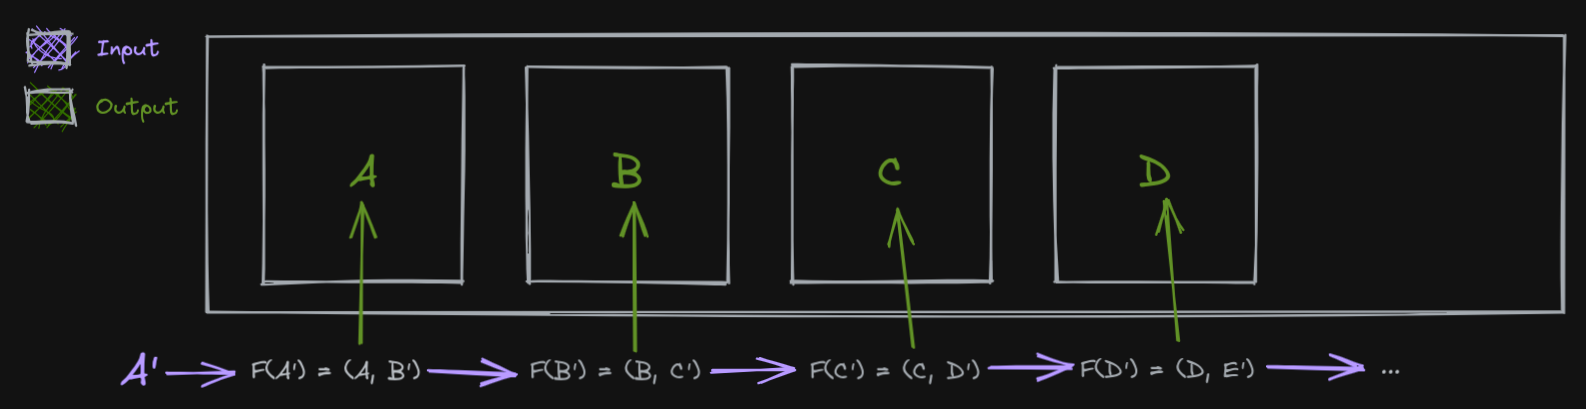 Input
Output
A
B
C
D
A' F(A') = (A, B') F(B') = (B, C') F(C') = (C, D') F(D') = (D, E') ...